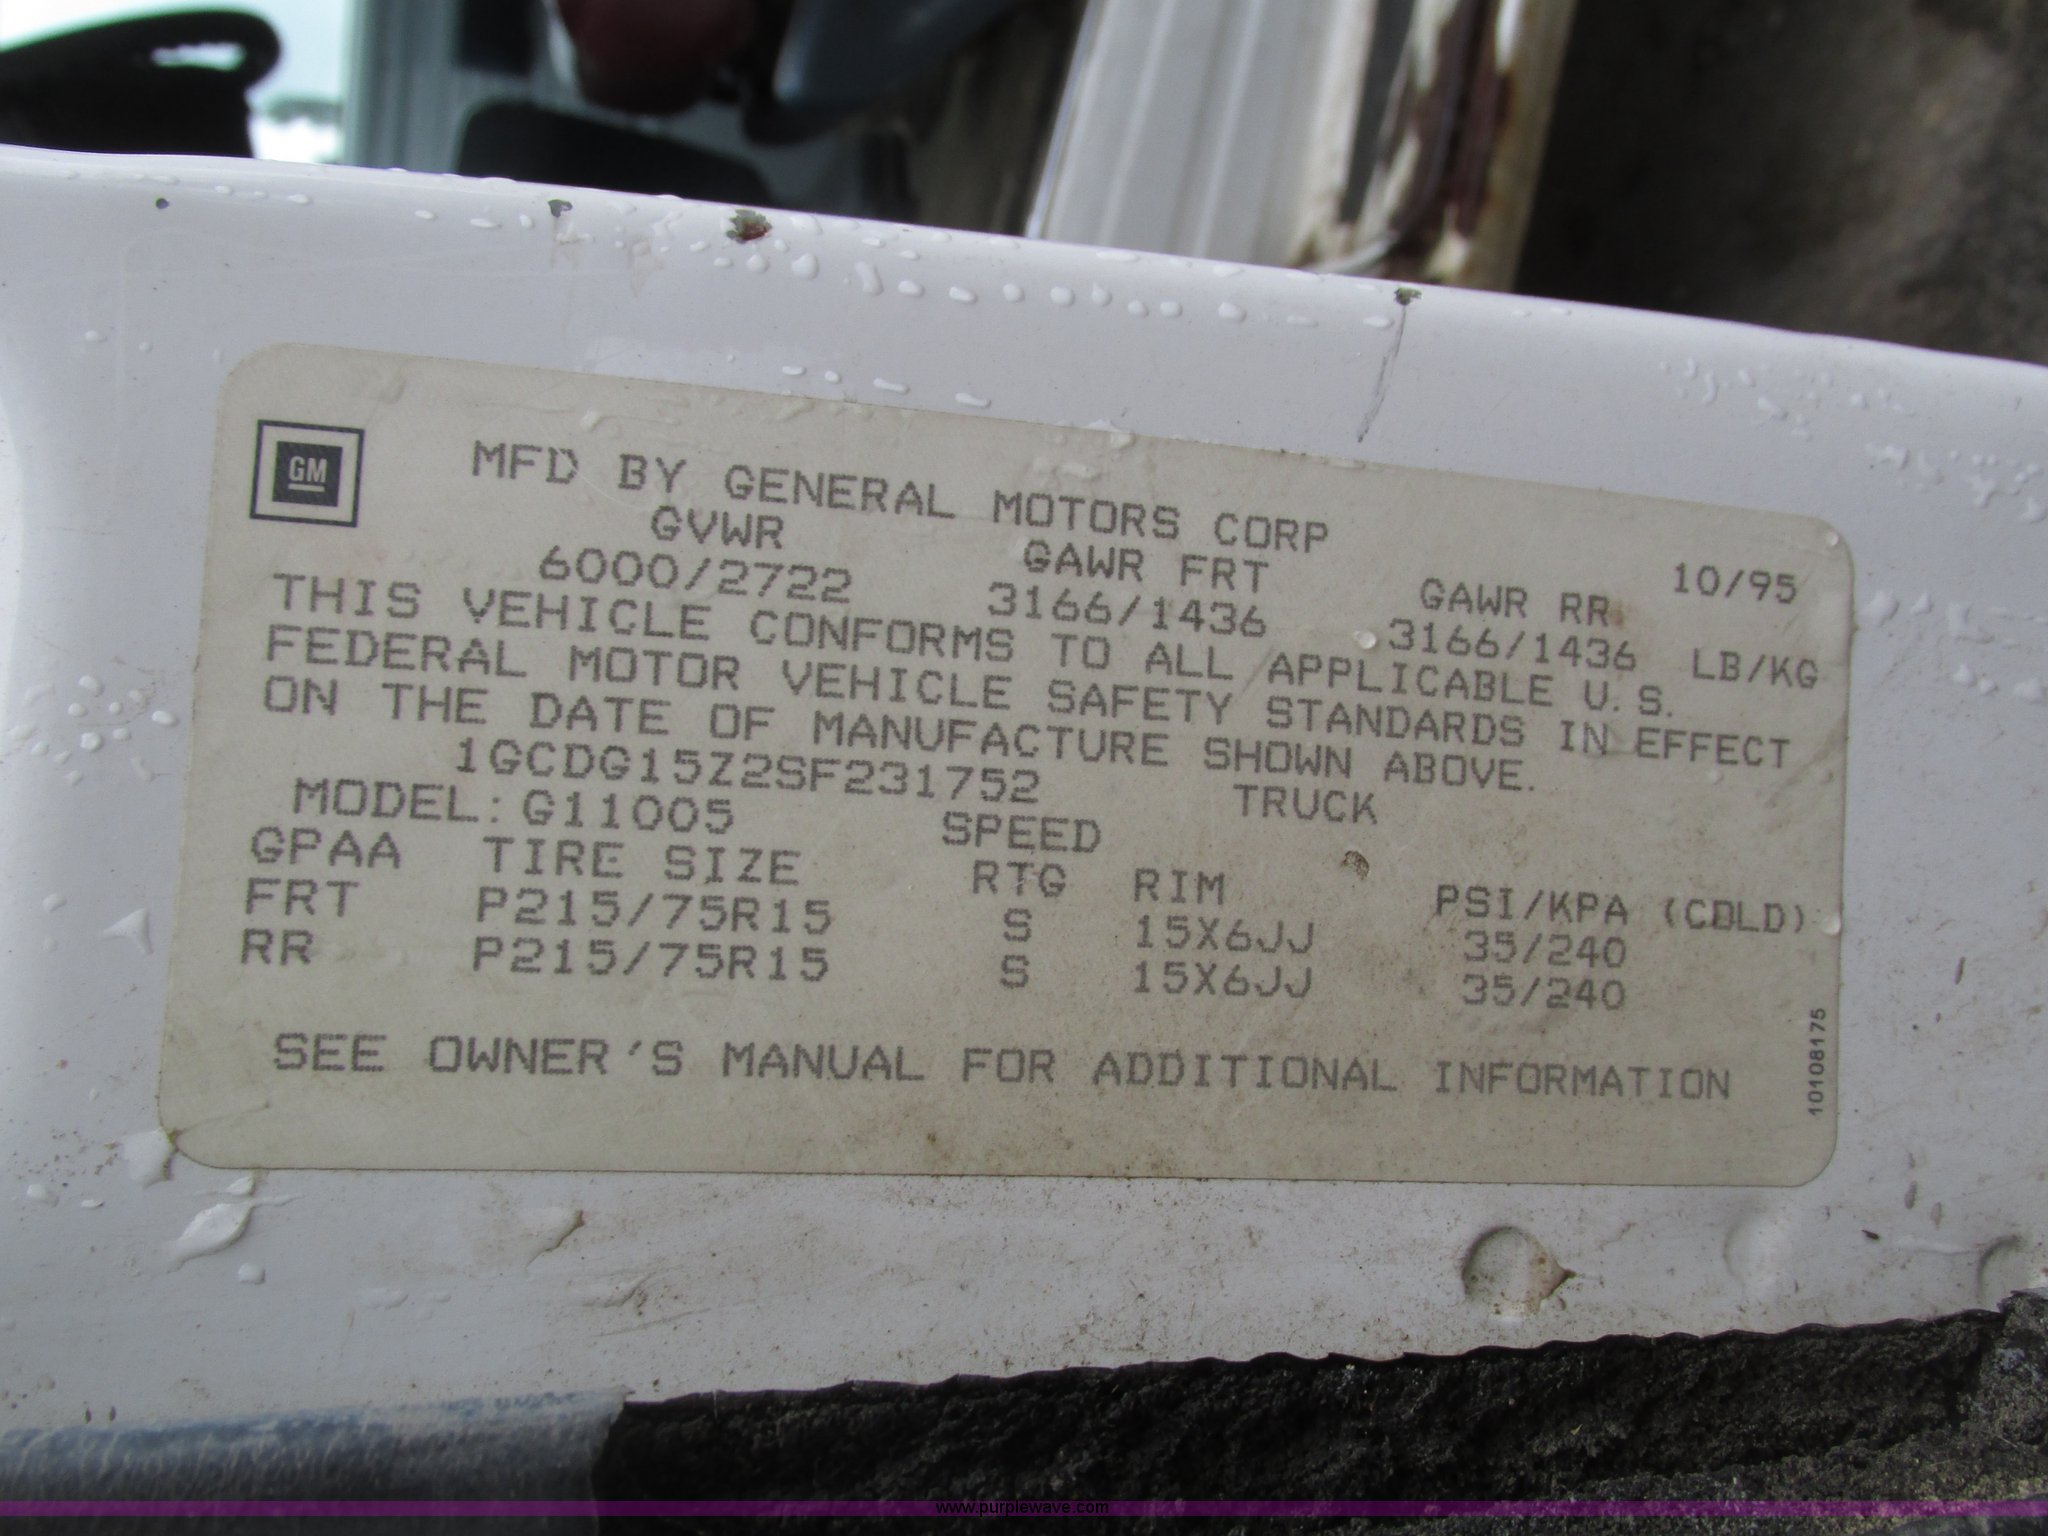 GM
MFD BY GENERAL MOTORS CORP
10/95
GVWR GAWR FRT GAWR RR
6000/2722 3166/1436 3166/1436 LB/KG
THIS VEHICLE CONFORMS TO ALL APPLICABLE U.S.
FEDERAL MOTOR VEHICLE SAFETY STANDARDS IN EFFECT
ON THE DATE OF MANUFACTURE SHOWN ABOVE.
1GCDG15Z2SF231752 TRUCK
MODEL: G11005 SPEED
GPAA TIRE SIZE RTG RIM PSI/KPA (COLD)
FRT P215/75R15 S 15X6JJ 35/240
RR P215/75R15 S 15X6JJ 35/240
SEE OWNER'S MANUAL FOR ADDITIONAL INFORMATION
10108175
www.purplewave.com